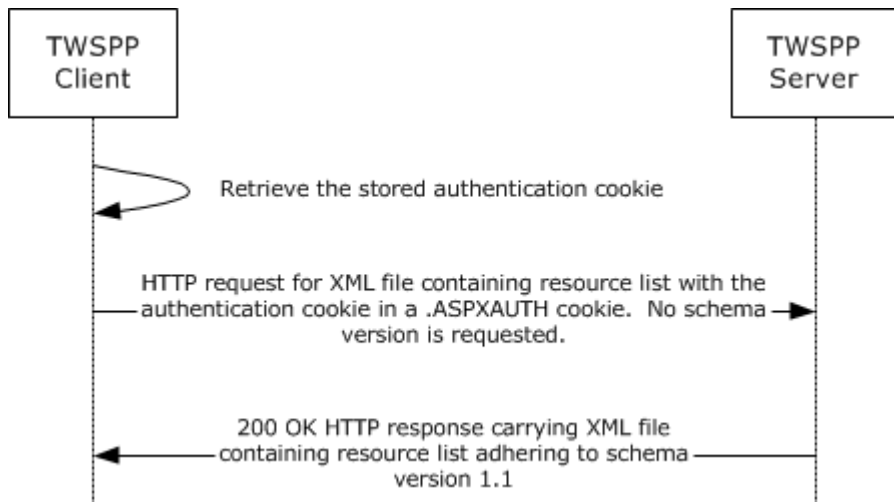 TWSPP
Client
TWSPP
Server
Retrieve the stored authentication cookie
HTTP request for XML file containing resource list with the
authentication cookie in a .ASPXAUTH cookie.  No schema
version is requested.
200 OK HTTP response carrying XML file
containing resource list adhering to schema
version 1.1